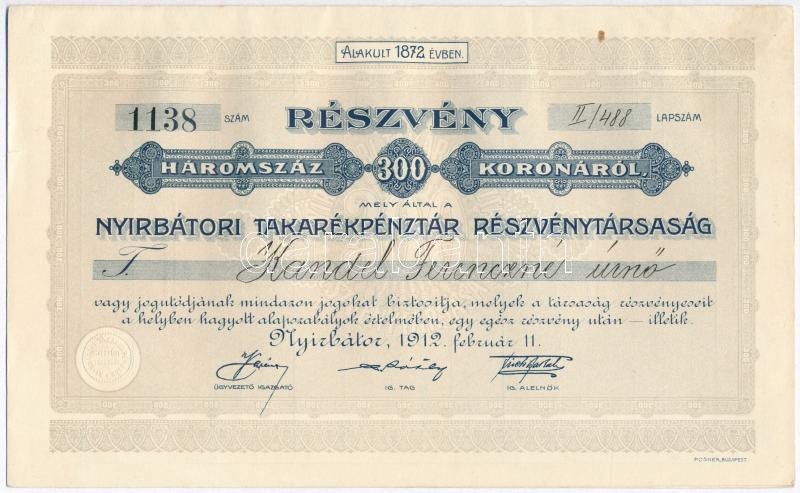 ALAKULT 1872. ÉVBEN.
1138 SZÁM RÉSZVÉNY II/488 LAPSZÁM
HÁROMSZÁZ 300 KORONÁRÓL,
MELY ÁLTAL A
NYIRBÁTORI TAKARÉKPÉNZTÁR RÉSZVÉNYTÁRSASÁG
T. Kandel Ferenczné úrnő
vagy jogutódjának mindazon jogokat biztositja, melyek a társaság részvényeseit
a helyben hagyott alapszabályok értelmében, egy egész részvény után — illetik.
Nyirbátor, 1912. február 11.
ÜGYVEZETŐ IGAZGATÓ IG. TAG IG. ALELNÖK
POSNER, BUDAPEST